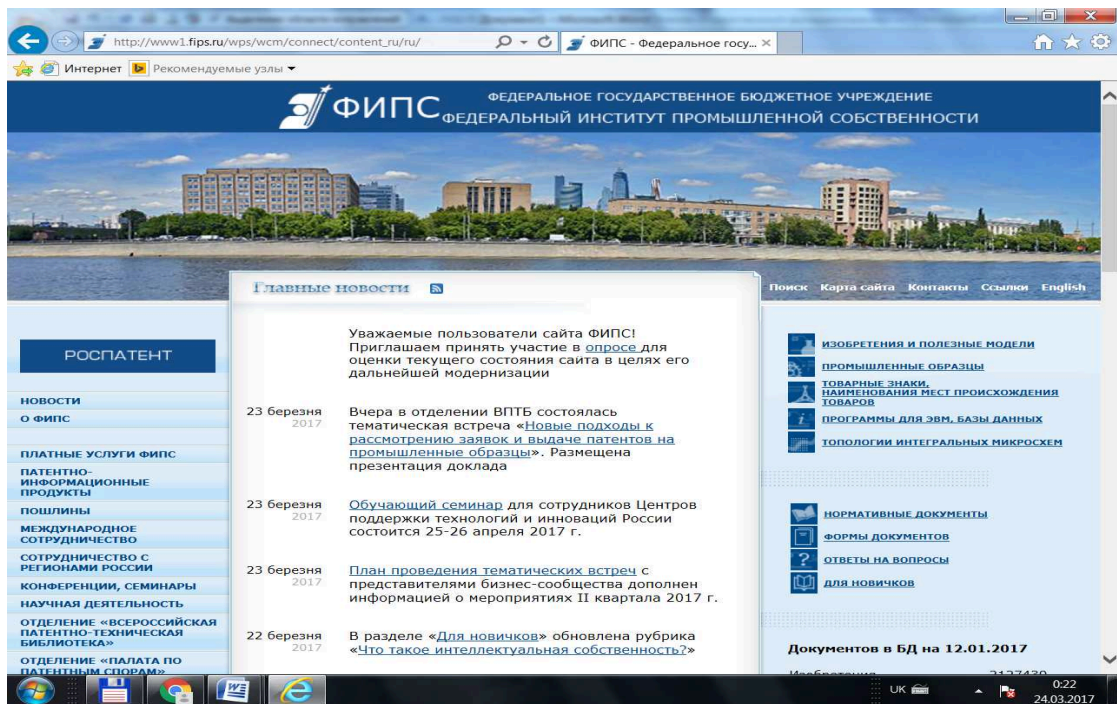 http://www1.fips.ru/wps/wcm/connect/content_ru/ru/
ФИПС - Федеральное госу...
Интернет
Рекомендуемые узлы
ФИПС
ФЕДЕРАЛЬНОЕ ГОСУДАРСТВЕННОЕ БЮДЖЕТНОЕ УЧРЕЖДЕНИЕ
ФЕДЕРАЛЬНЫЙ ИНСТИТУТ ПРОМЫШЛЕННОЙ СОБСТВЕННОСТИ
Главные новости
Поиск Карта сайта Контакты Ссылки English
РОСПАТЕНТ
НОВОСТИ
О ФИПС
ПЛАТНЫЕ УСЛУГИ ФИПС
ПАТЕНТНО-
ИНФОРМАЦИОННЫЕ
ПРОДУКТЫ
ПОШЛИНЫ
МЕЖДУНАРОДНОЕ
СОТРУДНИЧЕСТВО
СОТРУДНИЧЕСТВО С
РЕГИОНАМИ РОССИИ
КОНФЕРЕНЦИИ, СЕМИНАРЫ
НАУЧНАЯ ДЕЯТЕЛЬНОСТЬ
ОТДЕЛЕНИЕ «ВСЕРОССИЙСКАЯ
ПАТЕНТНО-ТЕХНИЧЕСКАЯ
БИБЛИОТЕКА»
ОТДЕЛЕНИЕ «ПАЛАТА ПО
ПАТЕНТНЫМ СПОРАМ»
Уважаемые пользователи сайта ФИПС!
Приглашаем принять участие в опросе для
оценки текущего состояния сайта в целях его
дальнейшей модернизации
23 березня
2017
Вчера в отделении ВПТБ состоялась
тематическая встреча «Новые подходы к
рассмотрению заявок и выдаче патентов на
промышленные образцы». Размещена
презентация доклада
23 березня
2017
Обучающий семинар для сотрудников Центров
поддержки технологий и инноваций России
состоится 25-26 апреля 2017 г.
23 березня
2017
План проведения тематических встреч с
представителями бизнес-сообщества дополнен
информацией о мероприятиях II квартала 2017 г.
22 березня
2017
В разделе «Для новичков» обновлена рубрика
«Что такое интеллектуальная собственность?»
ИЗОБРЕТЕНИЯ И ПОЛЕЗНЫЕ МОДЕЛИ
ПРОМЫШЛЕННЫЕ ОБРАЗЦЫ
ТОВАРНЫЕ ЗНАКИ,
НАИМЕНОВАНИЯ МЕСТ ПРОИСХОЖДЕНИЯ
ТОВАРОВ
ПРОГРАММЫ ДЛЯ ЭВМ, БАЗЫ ДАННЫХ
ТОПОЛОГИИ ИНТЕГРАЛЬНЫХ МИКРОСХЕМ
НОРМАТИВНЫЕ ДОКУМЕНТЫ
ФОРМЫ ДОКУМЕНТОВ
ОТВЕТЫ НА ВОПРОСЫ
ДЛЯ НОВИЧКОВ
Документов в БД на 12.01.2017
UK
0:22
24.03.2017